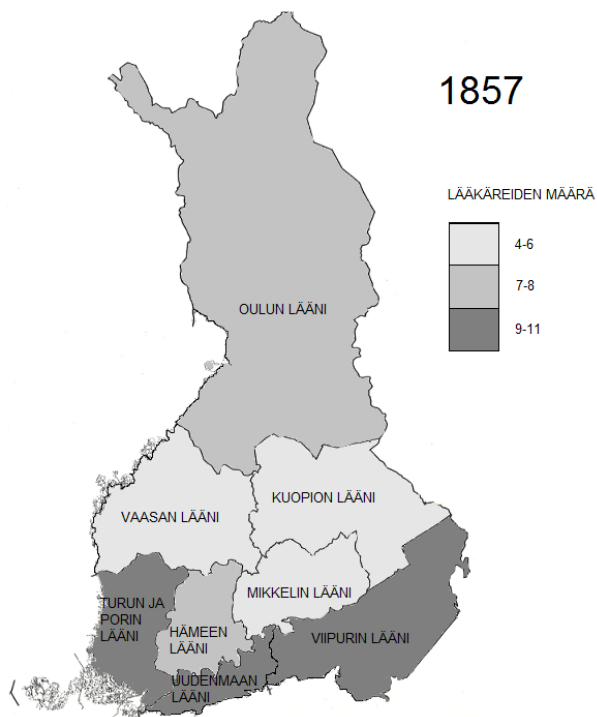 1857
LÄÄKÄREIDEN MÄÄRÄ
4-6
7-8
9-11
OULUN LÄÄNI
KUOPION LÄÄNI
VAASAN LÄÄNI
MIKKELIN LÄÄNI
TURUN JA
PORIN
LÄÄNI
HÄMEEN
LÄÄNI
VIIPURIN LÄÄNI
UUDENMAAN
LÄÄNI